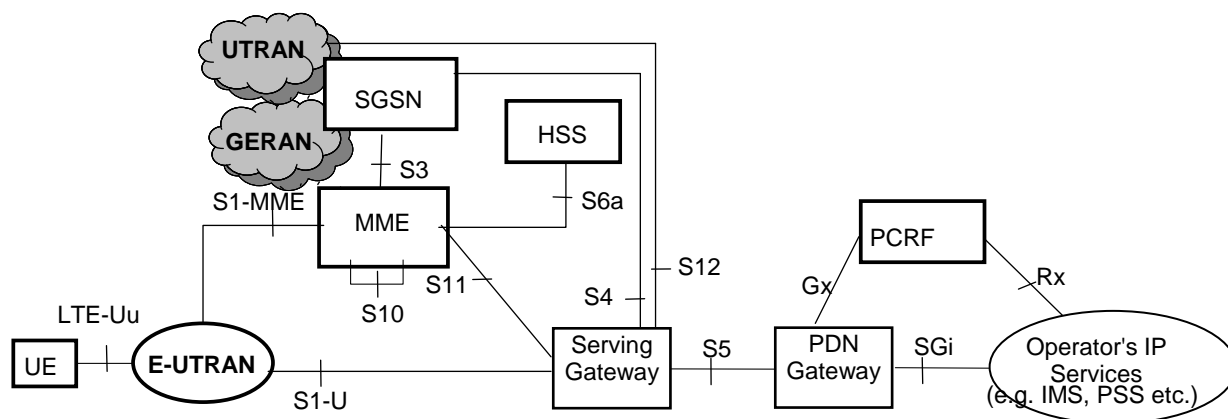 UTRAN
SGSN
GERAN
HSS
S3
S1-MME
S6a
MME
PCRF
S12
S11
Gx
Rx
S4
S10
LTE-Uu
UE
E-UTRAN
Serving
Gateway
S5
PDN
Gateway
SGi
Operator's IP
Services
(e.g. IMS, PSS etc.)
S1-U